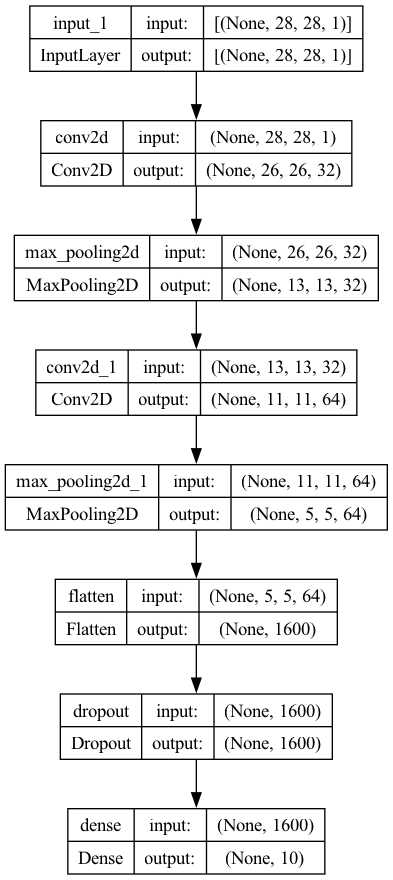 input_1 input: [(None, 28, 28, 1)]
InputLayer output: [(None, 28, 28, 1)]
conv2d input: (None, 28, 28, 1)
Conv2D output: (None, 26, 26, 32)
max_pooling2d input: (None, 26, 26, 32)
MaxPooling2D output: (None, 13, 13, 32)
conv2d_1 input: (None, 13, 13, 32)
Conv2D output: (None, 11, 11, 64)
max_pooling2d_1 input: (None, 11, 11, 64)
MaxPooling2D output: (None, 5, 5, 64)
flatten input: (None, 5, 5, 64)
Flatten output: (None, 1600)
dropout input: (None, 1600)
Dropout output: (None, 1600)
dense input: (None, 1600)
Dense output: (None, 10)